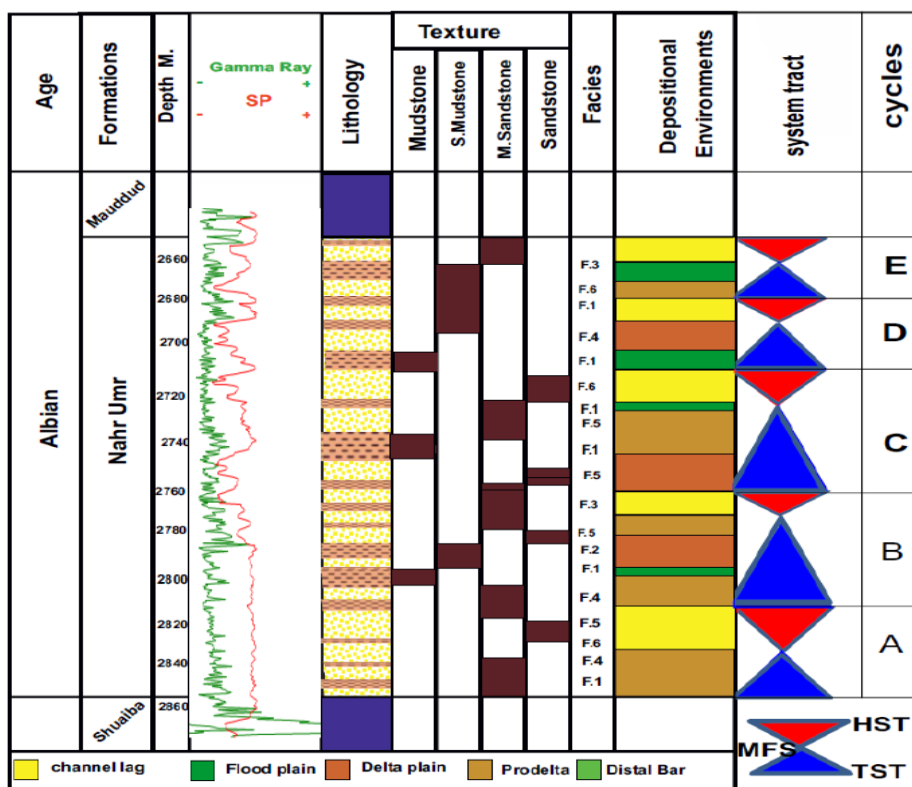 Age
Formations
Depth M.
Gamma Ray
- +
SP
- +
Lithology
Texture
Mudstone
S.Mudstone
M.Sandstone
Sandstone
Facies
Depositional
Environments
system tract
cycles
Albian
Mauddud
Nahr Umr
Shuaiba
2660
2680
2700
2720
2740
2760
2780
2800
2820
2840
2860
F.3
F.6
F.1
F.4
F.1
F.6
F.1
F.5
F.1
F.5
F.3
F.5
F.2
F.1
F.4
F.5
F.6
F.4
F.1
E
D
C
B
A
HST
MFS
TST
channel lag
Flood plain
Delta plain
Prodelta
Distal Bar